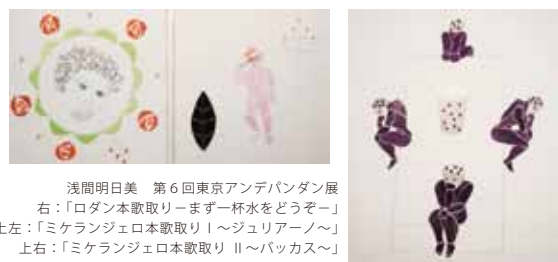 浅間明日美　第６回東京アンデパンダン展
右：「ロダン本歌取り－まず一杯水をどうぞ－」
上左：「ミケランジェロ本歌取りⅠ～ジュリアーノ～」
上右：「ミケランジェロ本歌取り Ⅱ～バッカス～」